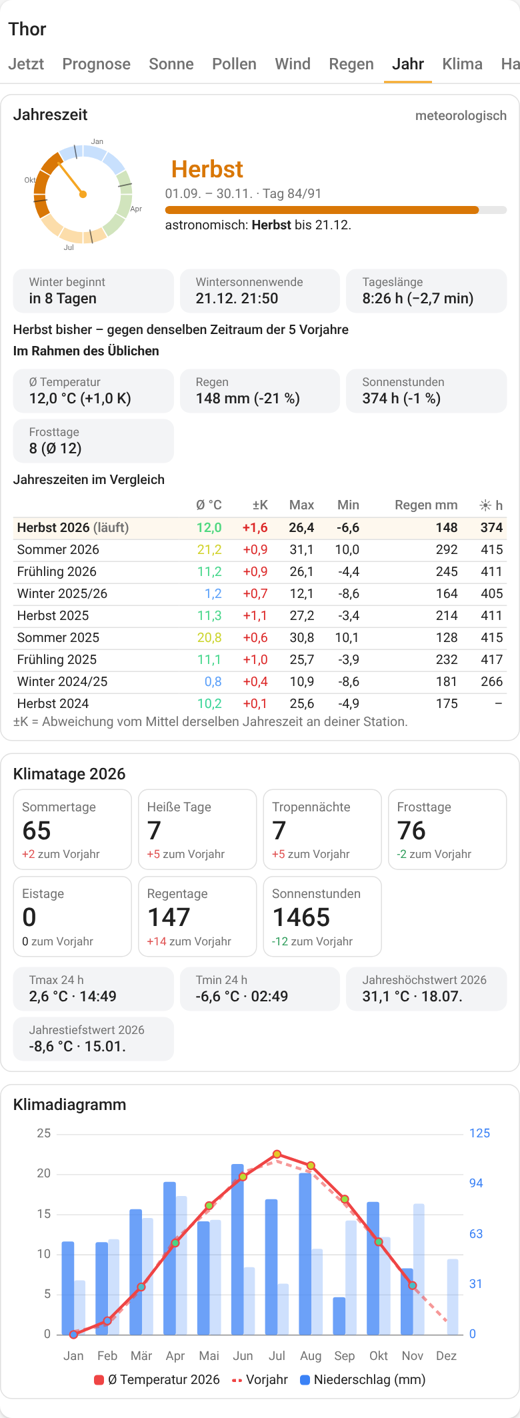 Thor
Jetzt Prognose Sonne Pollen Wind Regen Jahr Klima Ha
Jahreszeit meteorologisch
Jan
Okt
Apr
Jul
Herbst
01.09. – 30.11. · Tag 84/91
astronomisch: Herbst bis 21.12.
Winter beginnt Wintersonnenwende Tageslänge
in 8 Tagen 21.12. 21:50 8:26 h (−2,7 min)
Herbst bisher – gegen denselben Zeitraum der 5 Vorjahre
Im Rahmen des Üblichen
Ø Temperatur Regen Sonnenstunden
12,0 °C (+1,0 K) 148 mm (-21 %) 374 h (-1 %)
Frosttage
8 (Ø 12)
Jahreszeiten im Vergleich
Ø °C ±K Max Min Regen mm ☀ h
Herbst 2026 (läuft) 12,0 +1,6 26,4 -6,6 148 374
Sommer 2026 21,2 +0,9 31,1 10,0 292 415
Frühling 2026 11,2 +0,9 26,1 -4,4 245 411
Winter 2025/26 1,2 +0,7 12,1 -8,6 164 405
Herbst 2025 11,3 +1,1 27,2 -3,4 214 411
Sommer 2025 20,8 +0,6 30,8 10,1 128 415
Frühling 2025 11,1 +1,0 25,7 -3,9 232 417
Winter 2024/25 0,8 +0,4 10,9 -8,6 181 266
Herbst 2024 10,2 +0,1 25,6 -4,9 175 –
±K = Abweichung vom Mittel derselben Jahreszeit an deiner Station.
Klimatage 2026
Sommertage Heiße Tage Tropennächte Frosttage
65 7 7 76
+2 zum Vorjahr +5 zum Vorjahr +5 zum Vorjahr -2 zum Vorjahr
Eistage Regentage Sonnenstunden
0 147 1465
0 zum Vorjahr +14 zum Vorjahr -12 zum Vorjahr
Tmax 24 h Tmin 24 h Jahreshöchstwert 2026
2,6 °C · 14:49 -6,6 °C · 02:49 31,1 °C · 18.07.
Jahrestiefstwert 2026
-8,6 °C · 15.01.
Klimadiagramm
25 125
20 94
15 63
10 31
5 0
0
Jan Feb Mär Apr Mai Jun Jul Aug Sep Okt Nov Dez
Ø Temperatur 2026 Vorjahr Niederschlag (mm)